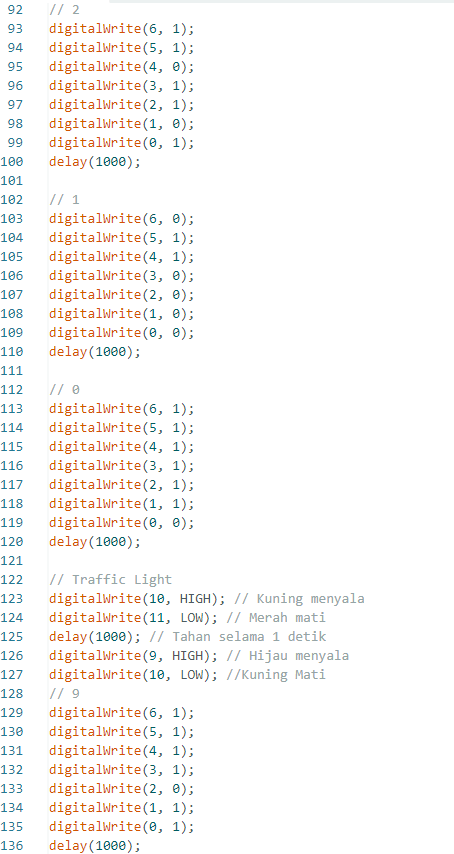 92 // 2
93 digitalWrite(6, 1);
94 digitalWrite(5, 1);
95 digitalWrite(4, 0);
96 digitalWrite(3, 1);
97 digitalWrite(2, 1);
98 digitalWrite(1, 0);
99 digitalWrite(0, 1);
100 delay(1000);
101
102 // 1
103 digitalWrite(6, 0);
104 digitalWrite(5, 1);
105 digitalWrite(4, 1);
106 digitalWrite(3, 0);
107 digitalWrite(2, 0);
108 digitalWrite(1, 0);
109 digitalWrite(0, 0);
110 delay(1000);
111
112 // 0
113 digitalWrite(6, 1);
114 digitalWrite(5, 1);
115 digitalWrite(4, 1);
116 digitalWrite(3, 1);
117 digitalWrite(2, 1);
118 digitalWrite(1, 1);
119 digitalWrite(0, 0);
120 delay(1000);
121
122 // Traffic Light
123 digitalWrite(10, HIGH); // Kuning menyala
124 digitalWrite(11, LOW); // Merah mati
125 delay(1000); // Tahan selama 1 detik
126 digitalWrite(9, HIGH); // Hijau menyala
127 digitalWrite(10, LOW); //Kuning Mati
128 // 9
129 digitalWrite(6, 1);
130 digitalWrite(5, 1);
131 digitalWrite(4, 1);
132 digitalWrite(3, 1);
133 digitalWrite(2, 0);
134 digitalWrite(1, 1);
135 digitalWrite(0, 1);
136 delay(1000);